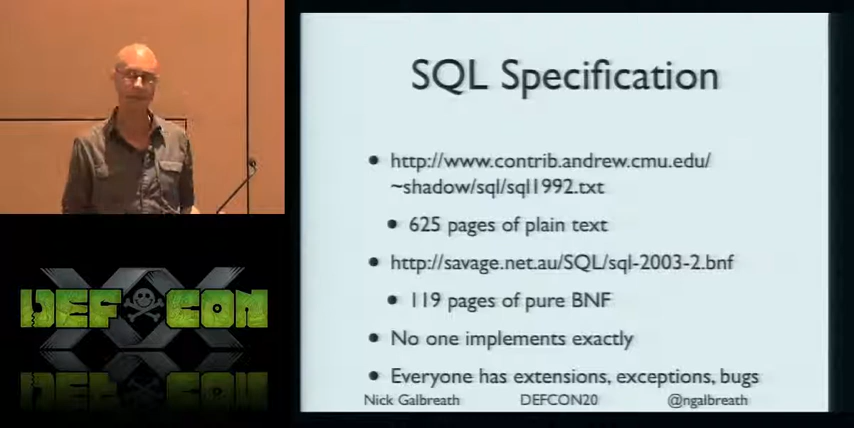 SQL Specification
• http://www.contrib.andrew.cmu.edu/
~shadow/sql/sql1992.txt
• 625 pages of plain text
• http://savage.net.au/SQL/sql-2003-2.bnf
• 119 pages of pure BNF
• No one implements exactly
• Everyone has extensions, exceptions, bugs
Nick Galbreath DEFCON20 @ngalbreath
DEF CON
XX